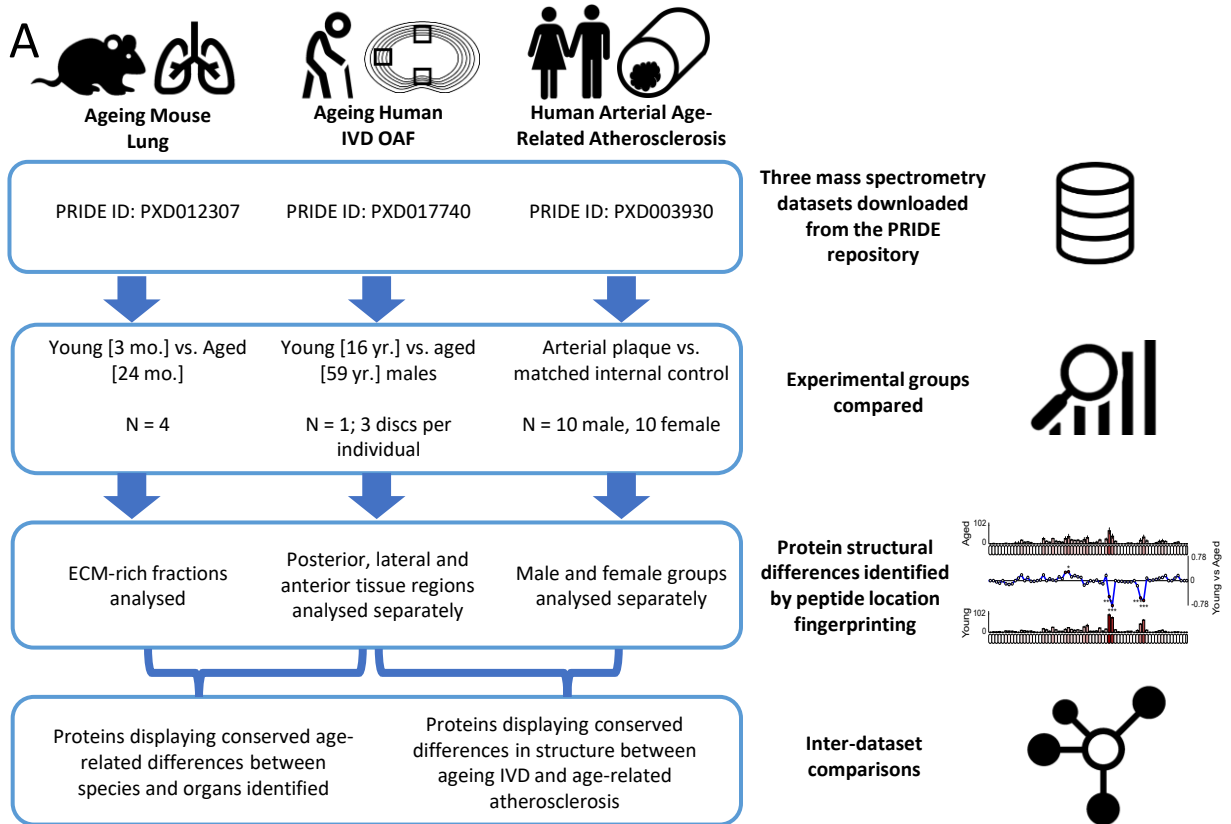 A
Ageing Mouse
Lung
Ageing Human
IVD OAF
Human Arterial Age-
Related Atherosclerosis
PRIDE ID: PXD012307
PRIDE ID: PXD017740
PRIDE ID: PXD003930
Three mass spectrometry
datasets downloaded
from the PRIDE
repository
Young [3 mo.] vs. Aged
[24 mo.]
N = 4
Young [16 yr.] vs. aged
[59 yr.] males
N = 1; 3 discs per
individual
Arterial plaque vs.
matched internal control
N = 10 male, 10 female
Experimental groups
compared
ECM-rich fractions
analysed
Posterior, lateral and
anterior tissue regions
analysed separately
Male and female groups
analysed separately
Protein structural
differences identified
by peptide location
fingerprinting
Aged
102
0
0.78
0
-0.78
Young vs Aged
Young
102
0
Proteins displaying conserved age-
related differences between
species and organs identified
Proteins displaying conserved
differences in structure between
ageing IVD and age-related
atherosclerosis
Inter-dataset
comparisons